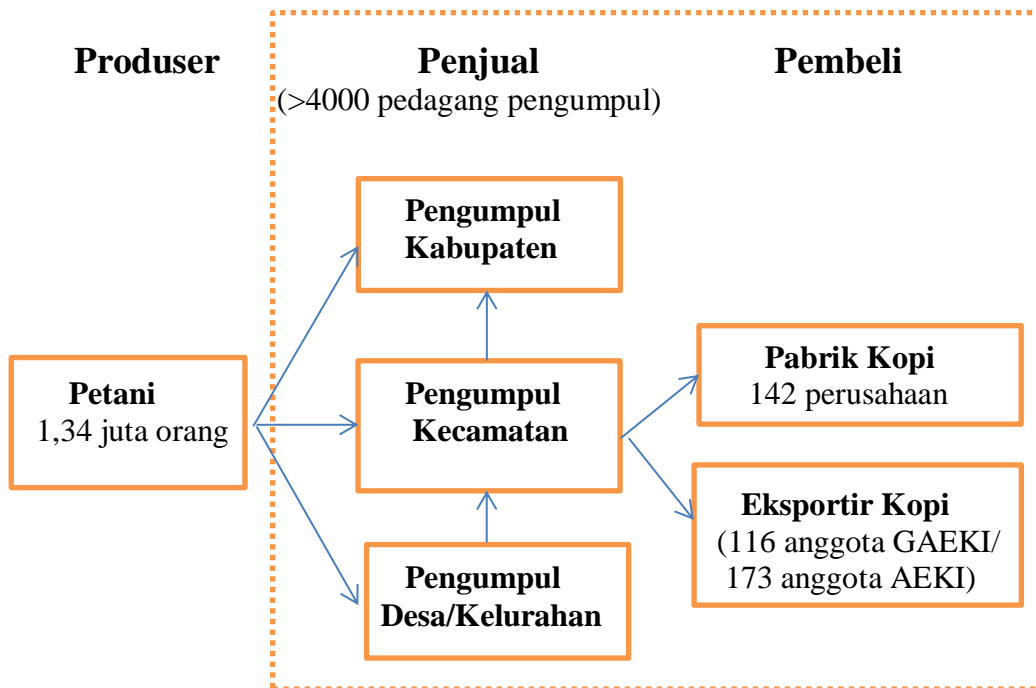 Produser
Penjual
(>4000 pedagang pengumpul)
Pembeli
Pengumpul
Kabupaten
Petani
1,34 juta orang
Pengumpul
Kecamatan
Pengumpul
Desa/Kelurahan
Pabrik Kopi
142 perusahaan
Eksportir Kopi
(116 anggota GAEKI/
173 anggota AEKI)